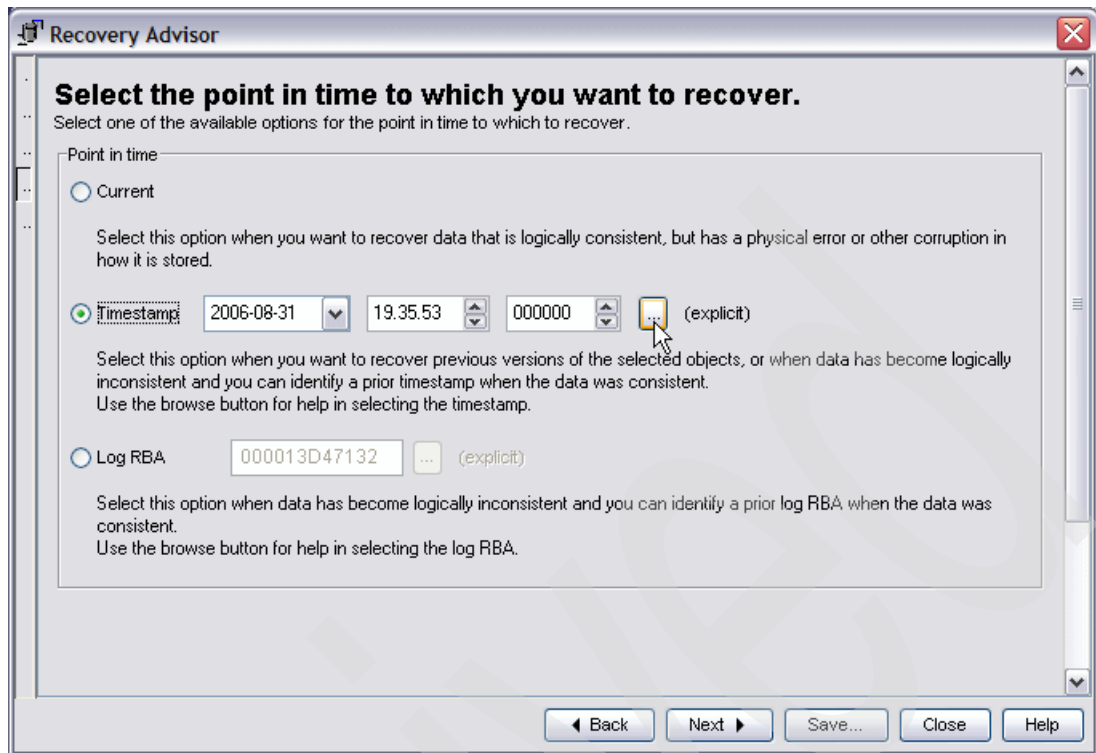 Recovery Advisor
Select the point in time to which you want to recover.
Select one of the available options for the point in time to which to recover.
Point in time
Current
Select this option when you want to recover data that is logically consistent, but has a physical error or other corruption in
how it is stored.
Timestamp 2006-08-31 19.35.53 000000 ... (explicit)
Select this option when you want to recover previous versions of the selected objects, or when data has become logically
inconsistent and you can identify a prior timestamp when the data was consistent.
Use the browse button for help in selecting the timestamp.
Log RBA 000013D47132 ... (explicit)
Select this option when data has become logically inconsistent and you can identify a prior log RBA when the data was
consistent.
Use the browse button for help in selecting the log RBA.
Back Next Save... Close Help